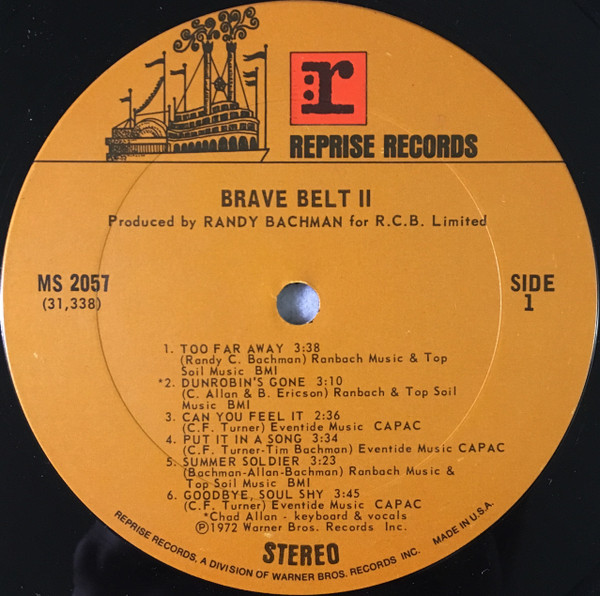 r
REPRISE RECORDS
BRAVE BELT II
Produced by RANDY BACHMAN for R.C.B. Limited
MS 2057
(31,338)
SIDE
1
1. TOO FAR AWAY 3:38
(Randy C. Bachman) Ranbach Music & Top
Soil Music BMI
*2. DUNROBIN'S GONE 3:10
(C. Allan & B. Ericson) Ranbach & Top Soil
Music BMI
3. CAN YOU FEEL IT 2:36
(C.F. Turner) Eventide Music CAPAC
4. PUT IT IN A SONG 3:34
(C.F. Turner-Tim Bachman) Eventide Music CAPAC
5. SUMMER SOLDIER 3:23
(Bachman-Allan-Bachman) Ranbach Music &
Top Soil Music BMI
6. GOODBYE, SOUL SHY 3:45
(C.F. Turner) Eventide Music CAPAC
*Chad Allan - keyboard & vocals
℗1972 Warner Bros. Records Inc.
STEREO
REPRISE RECORDS, A DIVISION OF WARNER BROS. RECORDS INC. MADE IN U.S.A.